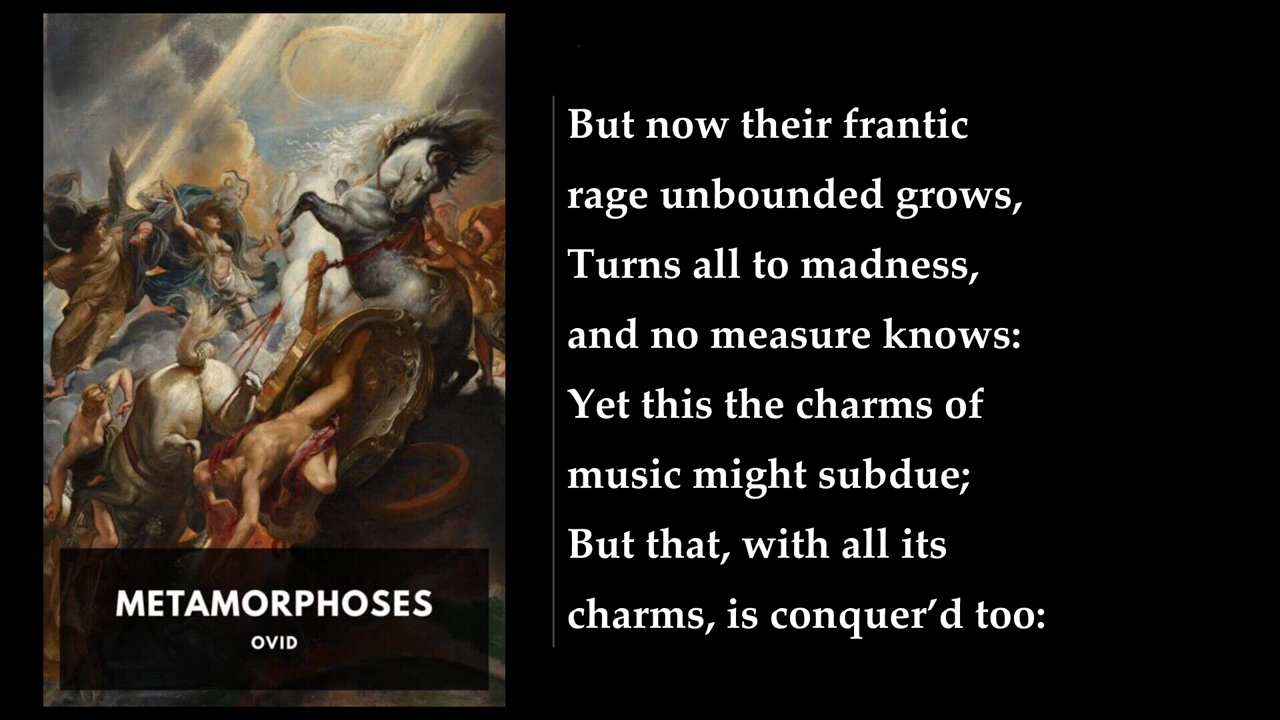 METAMORPHOSES
OVID
But now their frantic
rage unbounded grows,
Turns all to madness,
and no measure knows:
Yet this the charms of
music might subdue;
But that, with all its
charms, is conquer’d too: